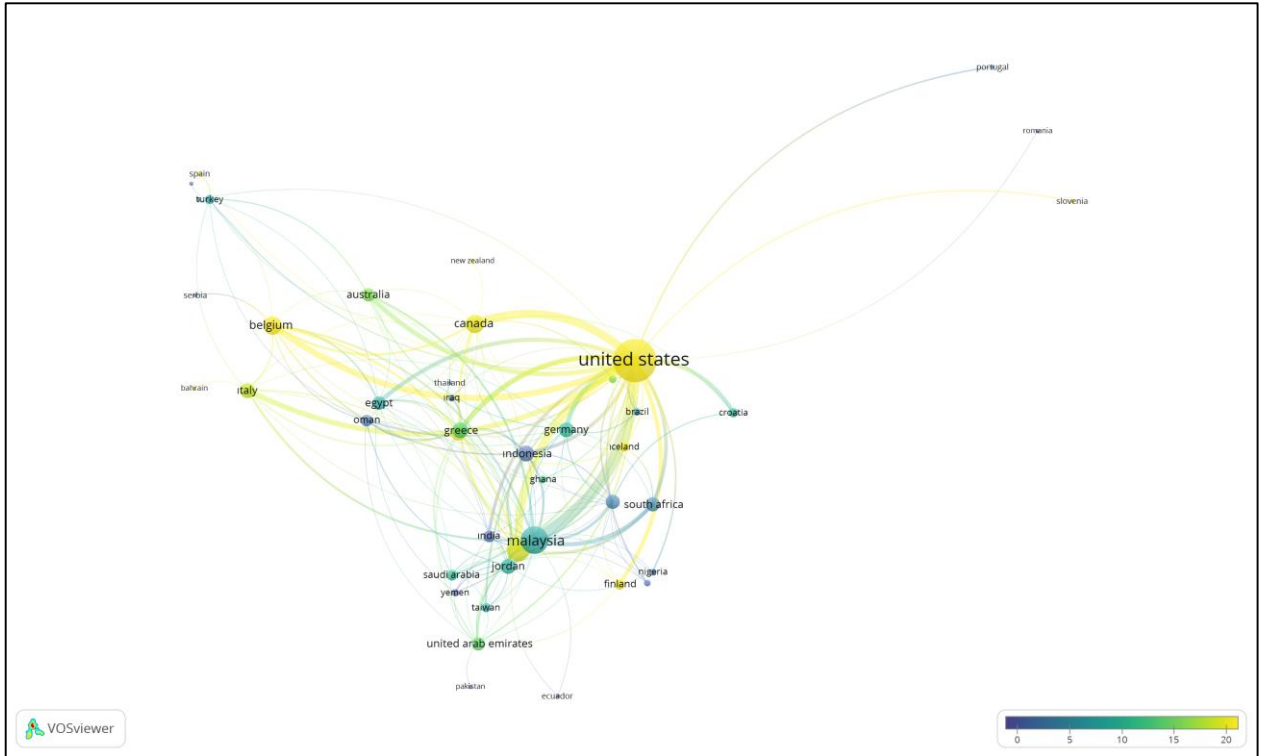 portugal
romania
spain
turkey
slovenia
new zealand
serbia
australia
belgium
canada
united states
thailand
bahrain
italy
iraq
egypt
oman
brazil
croatia
greece
germany
indonesia
iceland
ghana
south africa
india
malaysia
jordan
saudi arabia
nigeria
finland
yemen
taiwan
united arab emirates
pakistan
ecuador
VOSviewer
0 5 10 15 20